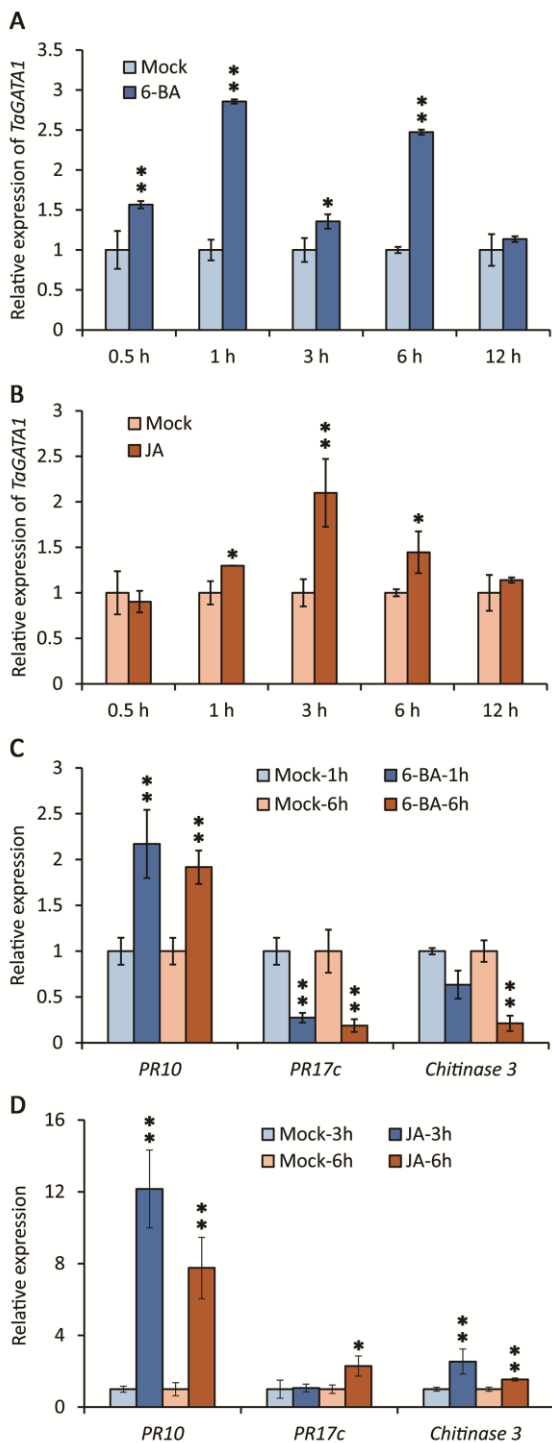 A
Relative expression of TaGATA1
3.5
3
2.5
2
1.5
1
0.5
0
Mock
6-BA
**
**
*
**
0.5 h 1 h 3 h 6 h 12 h
B
Relative expression of TaGATA1
3
2.5
2
1.5
1
0.5
0
Mock
JA
*
**
*
0.5 h 1 h 3 h 6 h 12 h
C
Relative expression
3
2.5
2
1.5
1
0.5
0
Mock-1h 6-BA-1h
Mock-6h 6-BA-6h
**
**
**
**
**
PR10 PR17c Chitinase 3
D
Relative expression
16
12
8
4
0
Mock-3h JA-3h
Mock-6h JA-6h
**
**
*
**
**
PR10 PR17c Chitinase 3